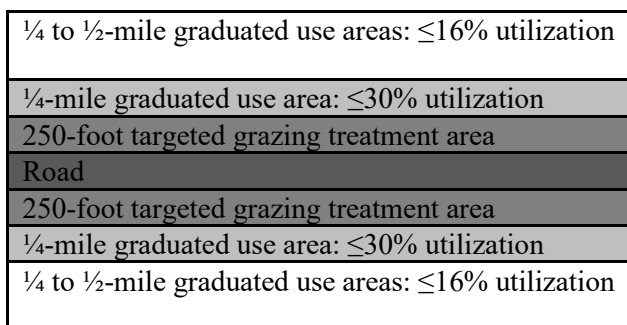 ¼ to ½-mile graduated use areas: ≤16% utilization
¼-mile graduated use area: ≤30% utilization
250-foot targeted grazing treatment area
Road
250-foot targeted grazing treatment area
¼-mile graduated use area: ≤30% utilization
¼ to ½-mile graduated use areas: ≤16% utilization